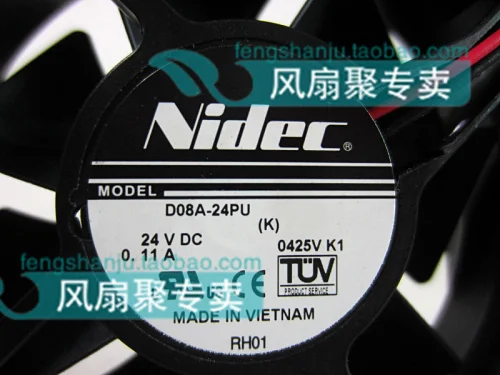 fengshanju.taobao.com
风扇聚专卖
Nidec®
MODEL
D08A-24PU
(K)
24 V DC
0425V K1
0.11 A
fengshanju.taobao.com
TÜV
PRODUCT SERVICE
风扇聚专卖
MADE IN VIETNAM
RH01